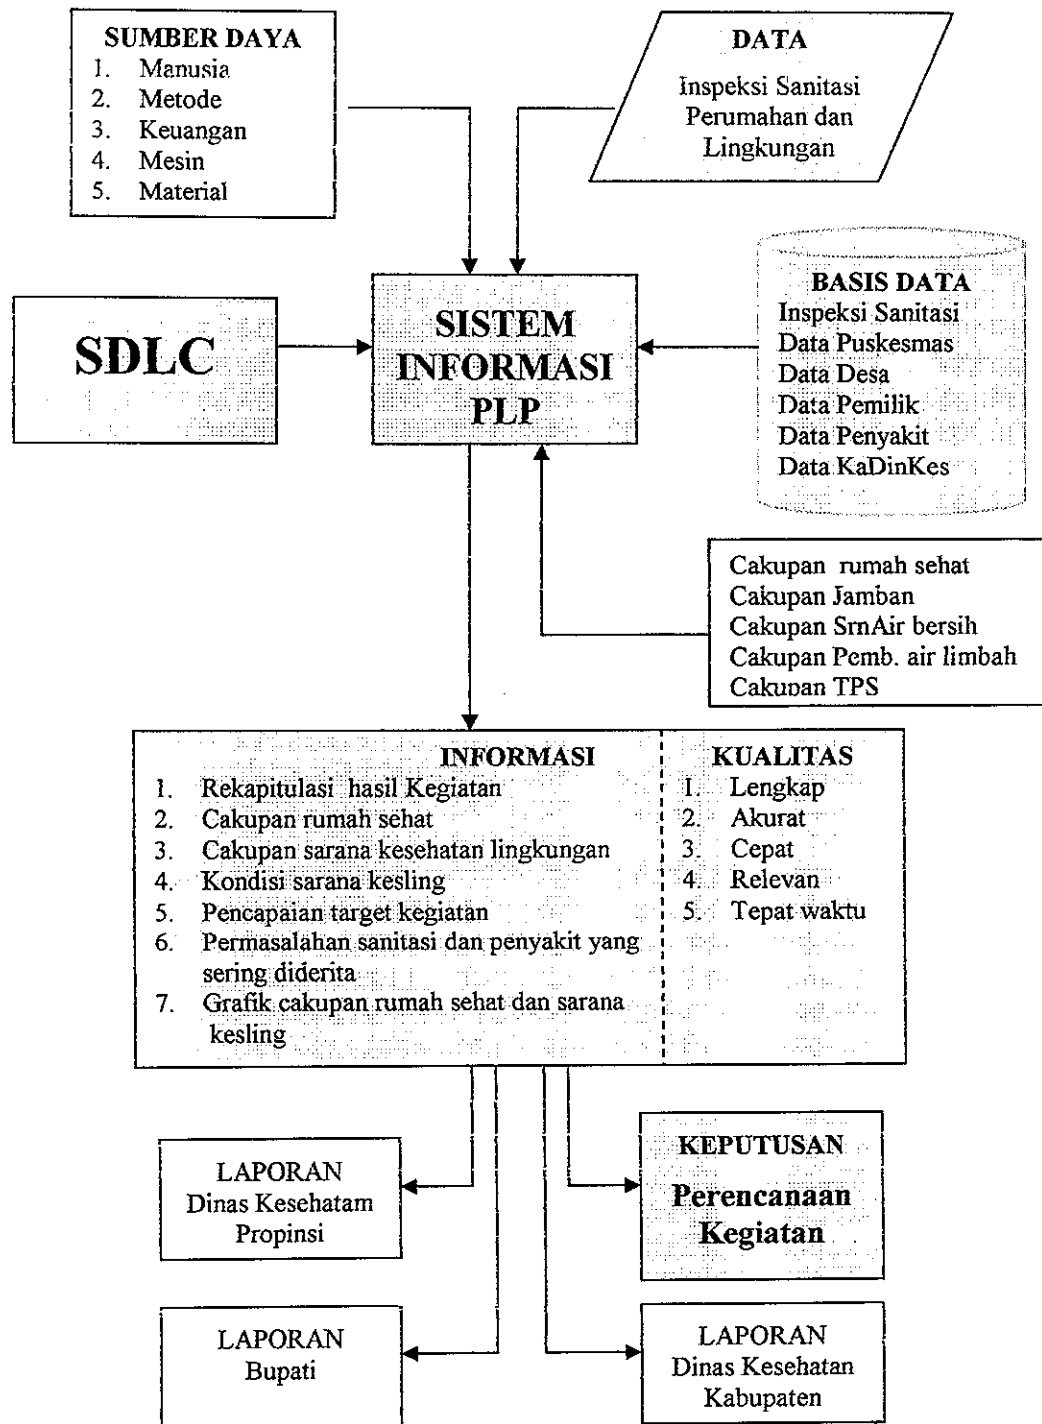 SUMBER DAYA
1. Manusia
2. Metode
3. Keuangan
4. Mesin
5. Material
DATA
Inspeksi Sanitasi
Perumahan dan
Lingkungan
SDLC
SISTEM
INFORMASI
PLP
BASIS DATA
Inspeksi Sanitasi
Data Puskesmas
Data Desa
Data Pemilik
Data Penyakit
Data KaDinKes
Cakupan rumah sehat
Cakupan Jamban
Cakupan SrnAir bersih
Cakupan Pemb. air limbah
Cakupan TPS
INFORMASI
1. Rekapitulasi hasil Kegiatan
2. Cakupan rumah sehat
3. Cakupan sarana kesehatan lingkungan
4. Kondisi sarana kesling
5. Pencapaian target kegiatan
6. Permasalahan sanitasi dan penyakit yang
sering diderita
7. Grafik cakupan rumah sehat dan sarana
kesling
KUALITAS
1. Lengkap
2. Akurat
3. Cepat
4. Relevan
5. Tepat waktu
LAPORAN
Dinas Kesehatam
Propinsi
KEPUTUSAN
Perencanaan
Kegiatan
LAPORAN
Bupati
LAPORAN
Dinas Kesehatan
Kabupaten